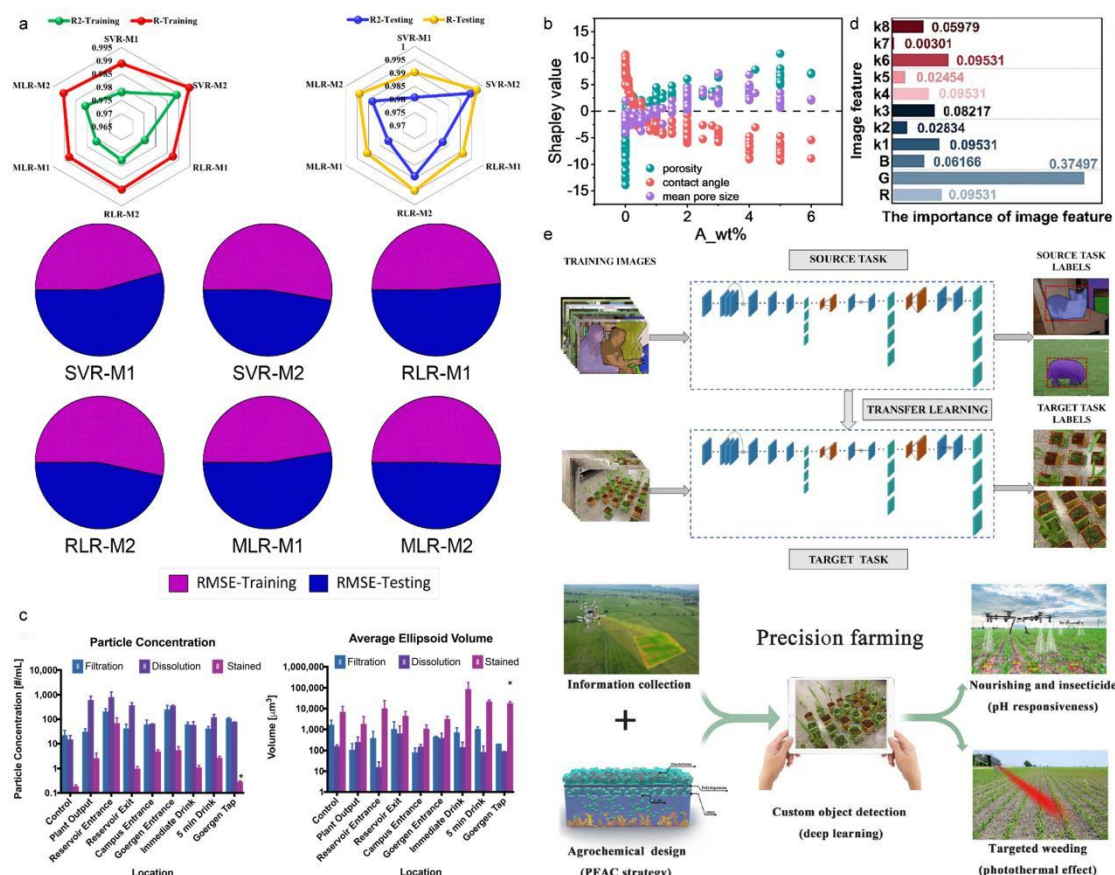 a
R2-Training
R-Training
SVR-M1
0.995
0.99
0.985
0.98
0.975
0.97
0.965
SVR-M2
RLR-M1
RLR-M2
MLR-M1
MLR-M2
R2-Testing
R-Testing
SVR-M1
1
0.99
0.99
0.98
0.98
0.97
0.97
SVR-M2
RLR-M1
RLR-M2
MLR-M1
MLR-M2
SVR-M1
SVR-M2
RLR-M1
RLR-M2
MLR-M1
MLR-M2
RMSE-Training
RMSE-Testing
b
Shapley value
15
10
5
0
-5
-10
-15
porosity
contact angle
mean pore size
0
1
2
3
4
5
6
A_wt%
d
Image feature
k8
0.05979
k7
0.00301
k6
0.09531
k5
0.02454
k4
0.09531
k3
0.08217
k2
0.02834
k1
0.09531
B
0.06166
0.37497
G
R
0.09531
The importance of image feature
c
Particle Concentration
Filtration
Dissolution
Stained
Particle Concentration [#/mL]
10,000
1,000
100
10
1
0.1
*
Control
Plant Output
Reservoir Entrance
Reservoir Exit
Campus Entrance
Goergen Entrance
Immediate Drink
5 min Drink
Goergen Tap
Location
Average Ellipsoid Volume
Filtration
Dissolution
Stained
Volume [μm³]
1,000,000
100,000
10,000
1,000
100
10
1
*
Control
Plant Output
Reservoir Entrance
Reservoir Exit
Campus Entrance
Goergen Entrance
Immediate Drink
5 min Drink
Goergen Tap
Location
e
TRAINING IMAGES
SOURCE TASK
SOURCE TASK
LABELS
TRANSFER LEARNING
TARGET TASK
LABELS
TARGET TASK
Information collection
+
Agrochemical design
(PFAC strategy)
Precision farming
Custom object detection
(deep learning)
Nourishing and insecticide
(pH responsiveness)
Targeted weeding
(photothermal effect)